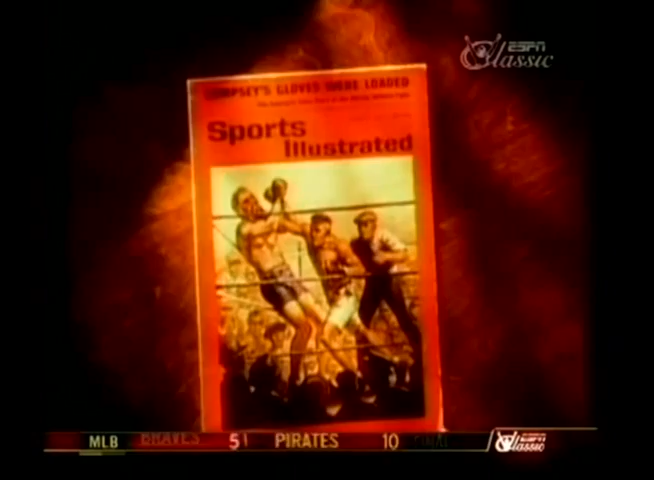 ESPN
Classic
DEMPSEY'S GLOVES WERE LOADED
Sports
Illustrated
MLB BRAVES 5 PIRATES 10 FINAL
ESPN
Classic